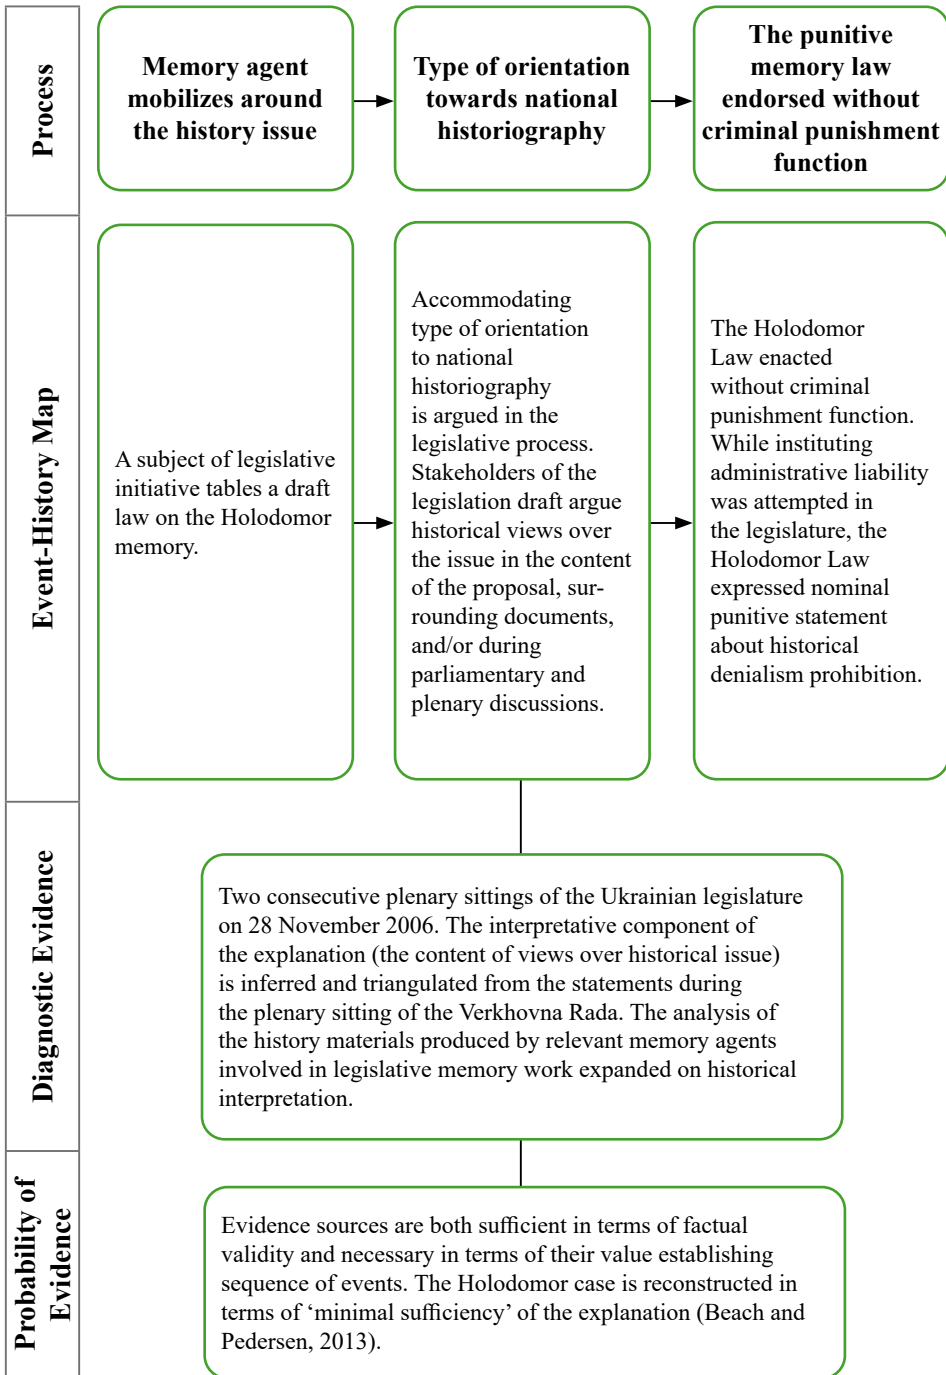 Process
Memory agent
mobilizes around
the history issue
Type of orientation
towards national
historiography
The punitive
memory law
endorsed without
criminal punishment
function
Event-History Map
A subject of legislative
initiative tables a draft
law on the Holodomor
memory.
Accommodating
type of orientation
to national
historiography
is argued in the
legislative process.
Stakeholders of the
legislation draft argue
historical views over
the issue in the content
of the proposal, sur-
rounding documents,
and/or during
parliamentary and
plenary discussions.
The Holodomor
Law enacted
without criminal
punishment function.
While instituting
administrative liability
was attempted in
the legislature, the
Holodomor Law
expressed nominal
punitive statement
about historical
denialism prohibition.
Diagnostic Evidence
Two consecutive plenary sittings of the Ukrainian legislature
on 28 November 2006. The interpretative component of
the explanation (the content of views over historical issue)
is inferred and triangulated from the statements during
the plenary sitting of the Verkhovna Rada. The analysis of
the history materials produced by relevant memory agents
involved in legislative memory work expanded on historical
interpretation.
Probability of
Evidence
Evidence sources are both sufficient in terms of factual
validity and necessary in terms of their value establishing
sequence of events. The Holodomor case is reconstructed in
terms of ‘minimal sufficiency’ of the explanation (Beach and
Pedersen, 2013).